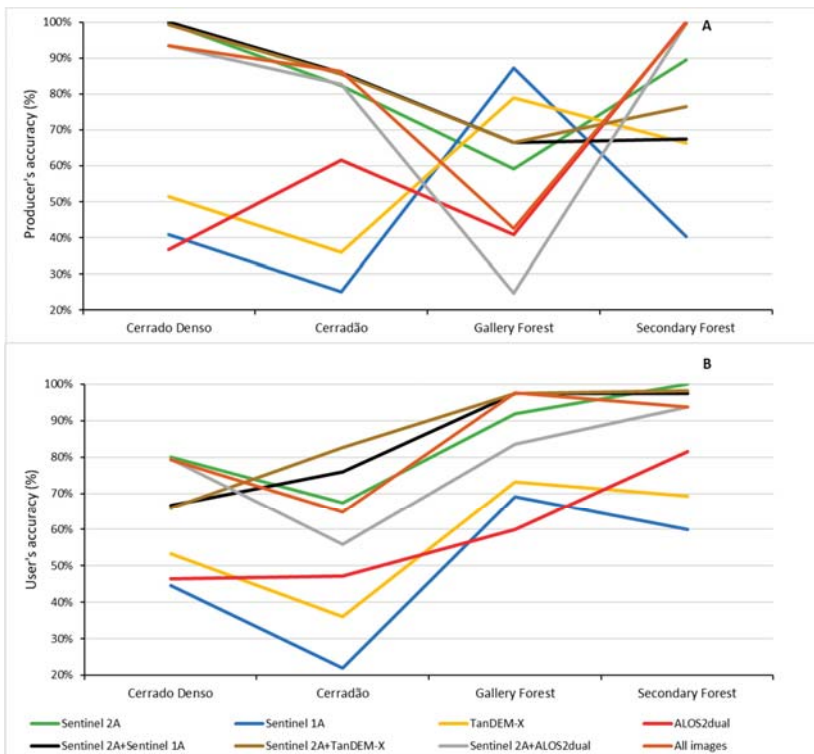 A
Producer's accuracy (%)
100%
90%
80%
70%
60%
50%
40%
30%
20%
Cerrado Denso Cerradão Gallery Forest Secondary Forest
B
User's accuracy (%)
100%
90%
80%
70%
60%
50%
40%
30%
20%
Cerrado Denso Cerradão Gallery Forest Secondary Forest
Sentinel 2A Sentinel 1A TanDEM-X ALOS2dual
Sentinel 2A+Sentinel 1A Sentinel 2A+TanDEM-X Sentinel 2A+ALOS2dual All images